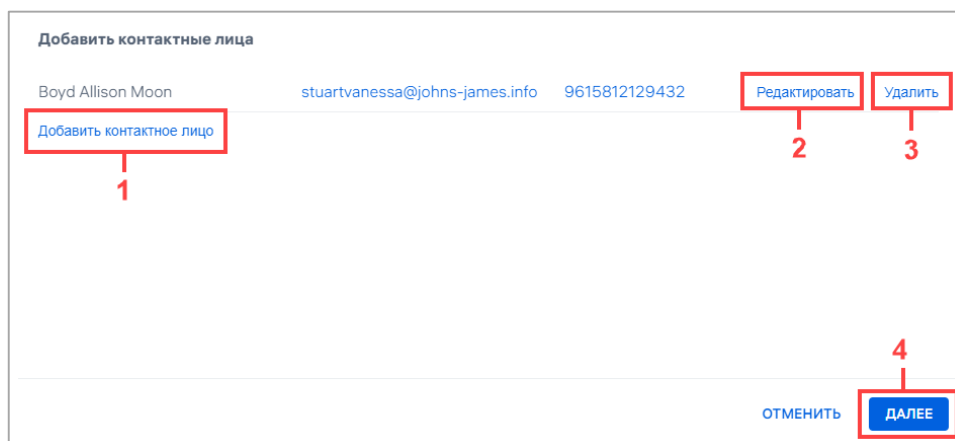 Добавить контактные лица
Boyd Allison Moon stuartvanessa@johns-james.info 9615812129432 Редактировать Удалить
Добавить контактное лицо
1
2
3
4
ОТМЕНИТЬ ДАЛЕЕ